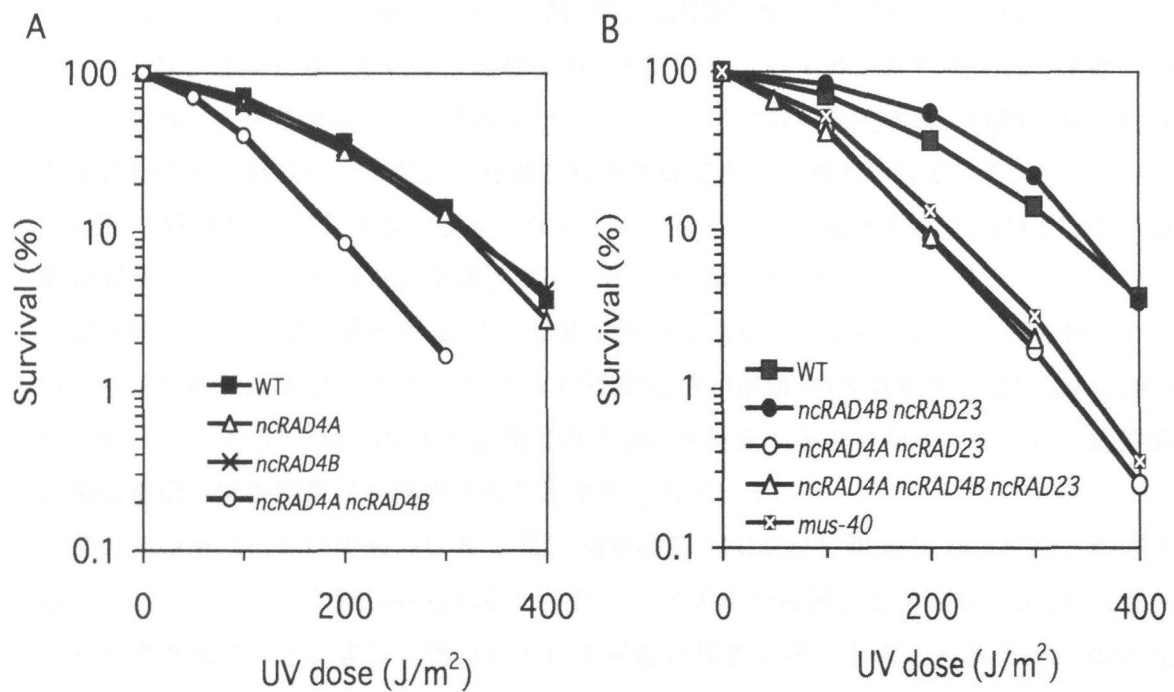 A
Survival (%)
100
10
1
0.1
WT
ncRAD4A
ncRAD4B
ncRAD4A ncRAD4B
0
200
400
UV dose (J/m²)
B
Survival (%)
100
10
1
0.1
WT
ncRAD4B ncRAD23
ncRAD4A ncRAD23
ncRAD4A ncRAD4B ncRAD23
mus-40
0
200
400
UV dose (J/m²)